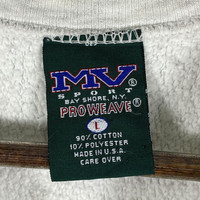 MV®
SPORT
BAY SHORE, N.Y.
PROWEAVE®
L
90% COTTON
10% POLYESTER
MADE IN U.S.A.
CARE OVER